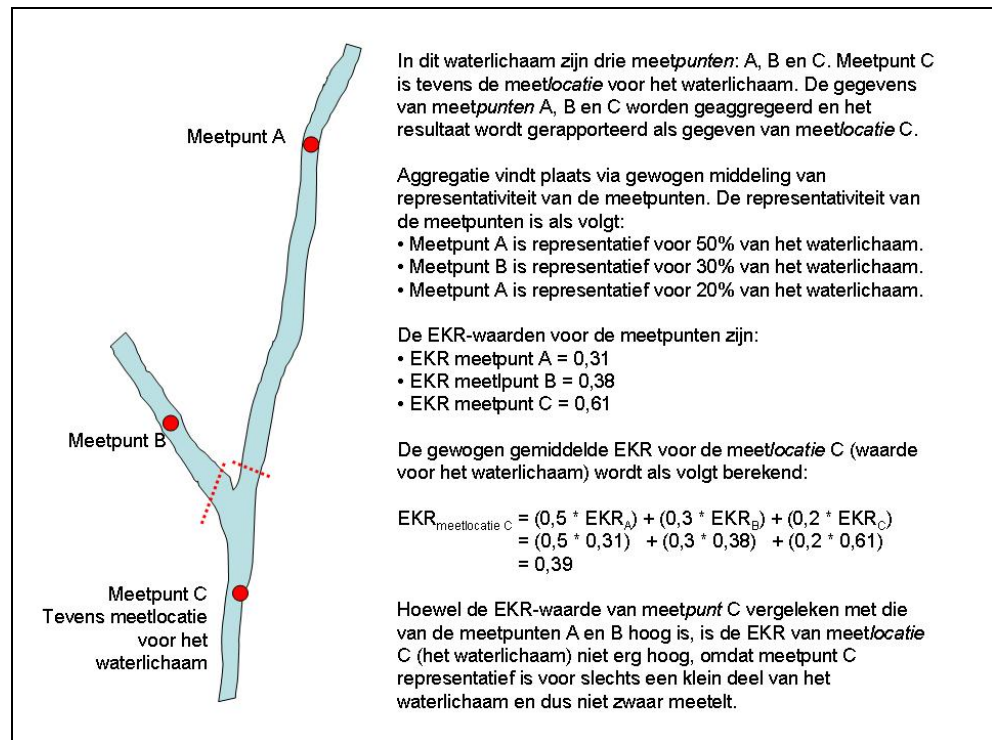 In dit waterlichaam zijn drie meetpunten: A, B en C. Meetpunt C
is tevens de meetlocatie voor het waterlichaam. De gegevens
van meetpunten A, B en C worden geaggregeerd en het
resultaat wordt gerapporteerd als gegeven van meetlocatie C.
Aggregatie vindt plaats via gewogen middeling van
representativiteit van de meetpunten. De representativiteit van
de meetpunten is als volgt:
• Meetpunt A is representatief voor 50% van het waterlichaam.
• Meetpunt B is representatief voor 30% van het waterlichaam.
• Meetpunt A is representatief voor 20% van het waterlichaam.
De EKR-waarden voor de meetpunten zijn:
• EKR meetpunt A = 0,31
• EKR meetlpunt B = 0,38
• EKR meetpunt C = 0,61
De gewogen gemiddelde EKR voor de meetlocatie C (waarde
voor het waterlichaam) wordt als volgt berekend:
EKR meetlocatie C = (0,5 * EKR A) + (0,3 * EKR B) + (0,2 * EKR C)
= (0,5 * 0,31) + (0,3 * 0,38) + (0,2 * 0,61)
= 0,39
Hoewel de EKR-waarde van meetpunt C vergeleken met die
van de meetpunten A en B hoog is, is de EKR van meetlocatie
C (het waterlichaam) niet erg hoog, omdat meetpunt C
representatief is voor slechts een klein deel van het
waterlichaam en dus niet zwaar meetelt.
Meetpunt A
Meetpunt B
Meetpunt C
Tevens meetlocatie
voor het
waterlichaam